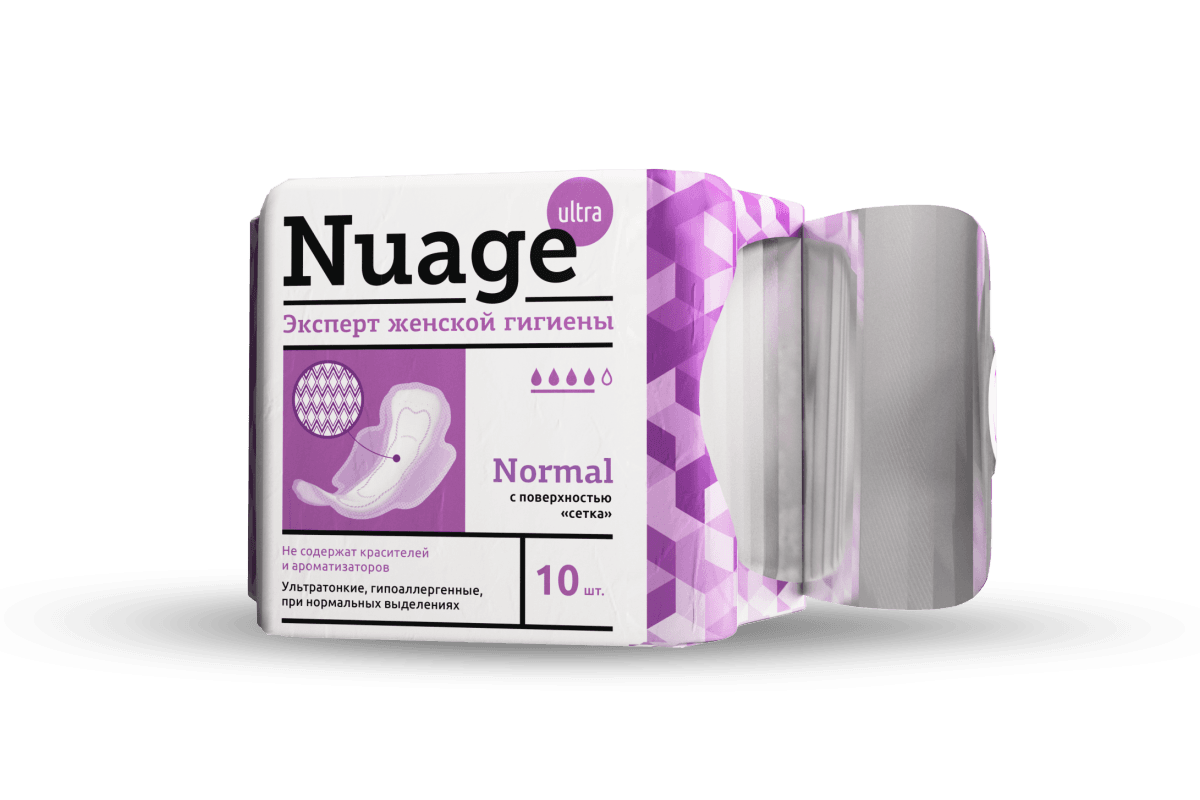 ultra
Nuage
Эксперт женской гигиены
Normal
с поверхностью
«сетка»
Не содержат красителей
и ароматизаторов
Ультратонкие, гипоаллергенные,
при нормальных выделениях
10 шт.